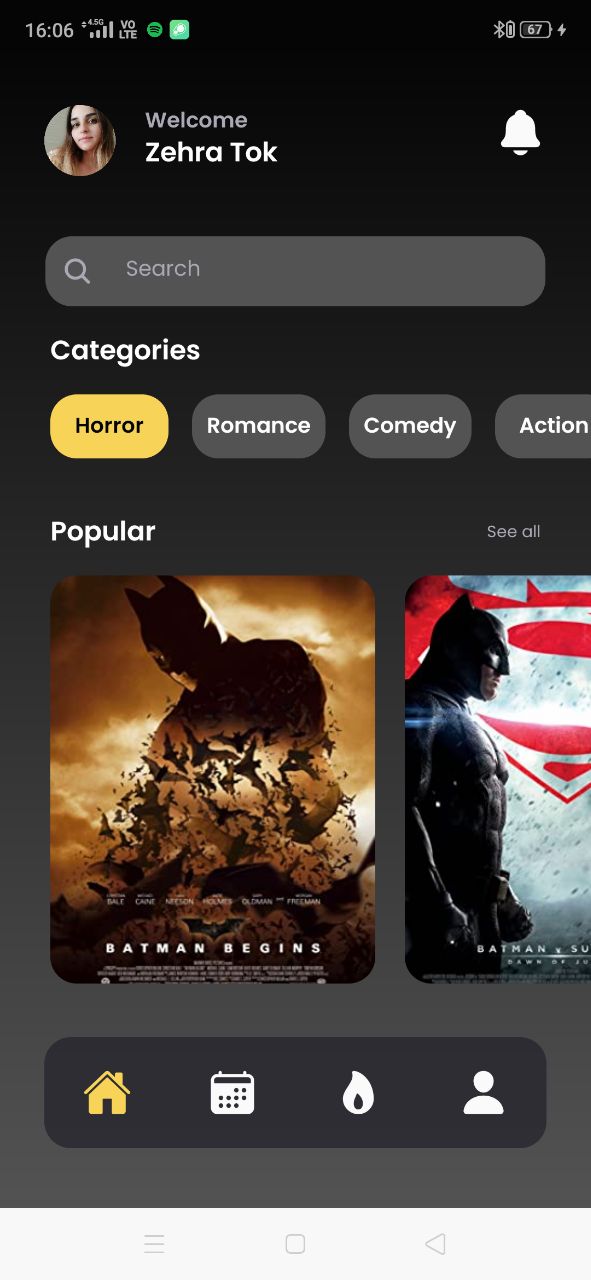 16:06 4.5G VO LTE 67
Welcome
Zehra Tok
Search
Categories
Horror Romance Comedy Action
Popular See all
BALE CAINE NEESON HOLMES OLDMAN AND FREEMAN
BATMAN BEGINS
BATMAN v SU
DAWN OF JU